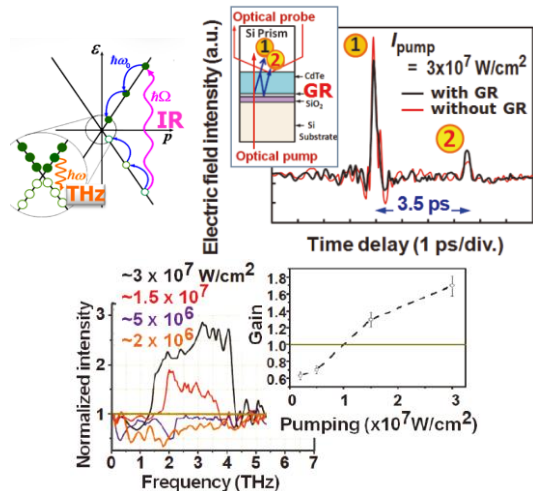 ε
ħω₀
ħΩ
IR
p
ħω
THz
Optical probe
Si Prism
1
2
CdTe
GR
SiO₂
Si
Substrate
Optical pump
Electric field intensity (a.u.)
1
I pump
= 3x10⁷ W/cm²
with GR
without GR
2
3.5 ps
Time delay (1 ps/div.)
~3 x 10⁷ W/cm²
~1.5 x 10⁷
~5 x 10⁶
~2 x 10⁶
3
2
1
Normalized intensity
0 1 2 3 4 5 6 7
Frequency (THz)
1.8
1.6
1.4
1.2
1.0
0.8
0.6
Gain
0 1 2 3
Pumping (x10⁷W/cm²)